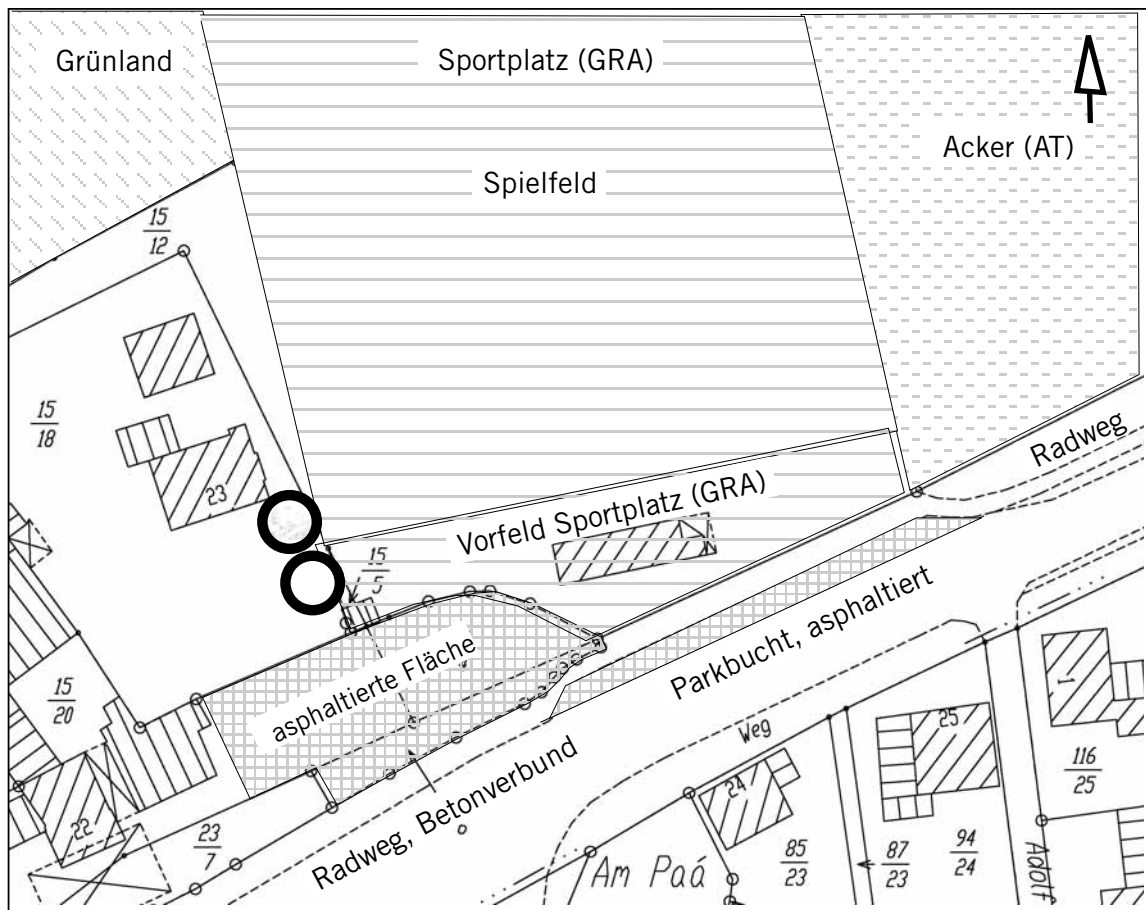 Grünland
Sportplatz (GRA)
Acker (AT)
Spielfeld
15
12
15
18
23
Radweg
Vorfeld Sportplatz (GRA)
15
5
Parkbucht, asphaltiert
asphaltierte Fläche
15
20
Weg
25
1
116
25
24
22
23
7
Radweg, Betonverbund
Am Paá
85
23
87
23
94
24
Adolf